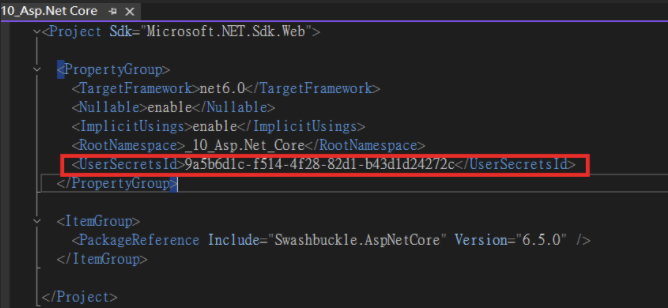 10_Asp.Net Core
<Project Sdk="Microsoft.NET.Sdk.Web">
<PropertyGroup>
<TargetFramework>net6.0</TargetFramework>
<Nullable>enable</Nullable>
<ImplicitUsings>enable</ImplicitUsings>
<RootNamespace>_10_Asp.Net_Core</RootNamespace>
<UserSecretsId>9a5b6d1c-f514-4f28-82d1-b43d1d24272c</UserSecretsId>
</PropertyGroup>
<ItemGroup>
<PackageReference Include="Swashbuckle.AspNetCore" Version="6.5.0" />
</ItemGroup>
</Project>